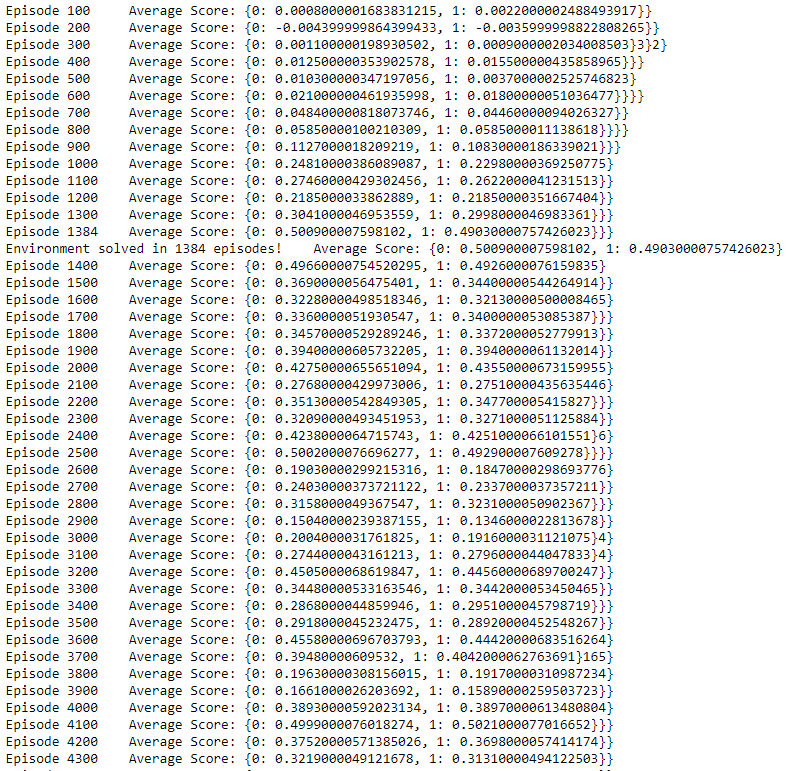 Episode 100	Average Score: {0: 0.0008000001683831215, 1: 0.0022000002488493917}}
Episode 200	Average Score: {0: -0.004399999864399433, 1: -0.0035999998822808265}}
Episode 300	Average Score: {0: 0.001100000198930502, 1: 0.0009000002034008503}3}2}
Episode 400	Average Score: {0: 0.012500000353902578, 1: 0.015500000435858965}}}
Episode 500	Average Score: {0: 0.010300000347197056, 1: 0.0037000002525746823}
Episode 600	Average Score: {0: 0.021000000461935998, 1: 0.01800000051036477}}}}
Episode 700	Average Score: {0: 0.048400000818073746, 1: 0.04460000094026327}}
Episode 800	Average Score: {0: 0.05850000100210309, 1: 0.0585000011138618}}}}
Episode 900	Average Score: {0: 0.1127000018209219, 1: 0.10830000186339021}}}
Episode 1000	Average Score: {0: 0.24810000386089087, 1: 0.22980000369250775}
Episode 1100	Average Score: {0: 0.27460000429302456, 1: 0.2622000041231513}}
Episode 1200	Average Score: {0: 0.2185000033862889, 1: 0.21850000351667404}}
Episode 1300	Average Score: {0: 0.3041000046953559, 1: 0.2998000046983361}}}
Episode 1384	Average Score: {0: 0.500900007598102, 1: 0.49030000757426023}}}
Environment solved in 1384 episodes!	Average Score: {0: 0.500900007598102, 1: 0.49030000757426023}
Episode 1400	Average Score: {0: 0.49660000754520295, 1: 0.4926000076159835}
Episode 1500	Average Score: {0: 0.3690000056475401, 1: 0.34400000544264914}}
Episode 1600	Average Score: {0: 0.32280000498518346, 1: 0.32130000500008465}
Episode 1700	Average Score: {0: 0.3360000051930547, 1: 0.3400000053085387}}}
Episode 1800	Average Score: {0: 0.34570000529289246, 1: 0.3372000052779913}}
Episode 1900	Average Score: {0: 0.39400000605732205, 1: 0.3940000061132014}}
Episode 2000	Average Score: {0: 0.42750000655651094, 1: 0.43550000673159955}
Episode 2100	Average Score: {0: 0.27680000429973006, 1: 0.27510000435635446}
Episode 2200	Average Score: {0: 0.35130000542849305, 1: 0.347700005415827}}}
Episode 2300	Average Score: {0: 0.32090000493451953, 1: 0.3271000051125884}}
Episode 2400	Average Score: {0: 0.4238000064715743, 1: 0.4251000066101551}6}
Episode 2500	Average Score: {0: 0.5002000076696277, 1: 0.492900007609278}}}}
Episode 2600	Average Score: {0: 0.19030000299215316, 1: 0.18470000298693776}
Episode 2700	Average Score: {0: 0.24030000373721122, 1: 0.2337000037357211}}
Episode 2800	Average Score: {0: 0.3158000049367547, 1: 0.3231000050902367}}}
Episode 2900	Average Score: {0: 0.15040000239387155, 1: 0.1346000022813678}}
Episode 3000	Average Score: {0: 0.2004000031761825, 1: 0.1916000031121075}4}
Episode 3100	Average Score: {0: 0.2744000043161213, 1: 0.2796000044047833}4}
Episode 3200	Average Score: {0: 0.4505000068619847, 1: 0.44560000689700247}}
Episode 3300	Average Score: {0: 0.34480000533163546, 1: 0.3442000053450465}}
Episode 3400	Average Score: {0: 0.2868000044859946, 1: 0.2951000045798719}}}
Episode 3500	Average Score: {0: 0.2918000045232475, 1: 0.28920000452548267}}
Episode 3600	Average Score: {0: 0.45580000696703793, 1: 0.44420000683516264}
Episode 3700	Average Score: {0: 0.39480000609532, 1: 0.4042000062763691}165}
Episode 3800	Average Score: {0: 0.19630000308156015, 1: 0.19170000310987234}
Episode 3900	Average Score: {0: 0.1661000026203692, 1: 0.15890000259503723}}
Episode 4000	Average Score: {0: 0.38930000592023134, 1: 0.38970000613480804}
Episode 4100	Average Score: {0: 0.4999000076018274, 1: 0.5021000077016652}}}
Episode 4200	Average Score: {0: 0.37520000571385026, 1: 0.3698000057414174}}
Episode 4300	Average Score: {0: 0.3219000049121678, 1: 0.31310000494122503}}